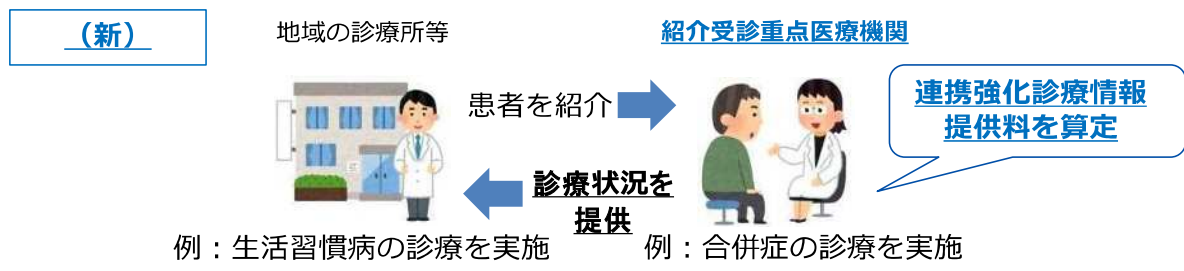 （新）
地域の診療所等
紹介受診重点医療機関
患者を紹介
連携強化診療情報
提供料を算定
診療状況を
提供
例：生活習慣病の診療を実施
例：合併症の診療を実施